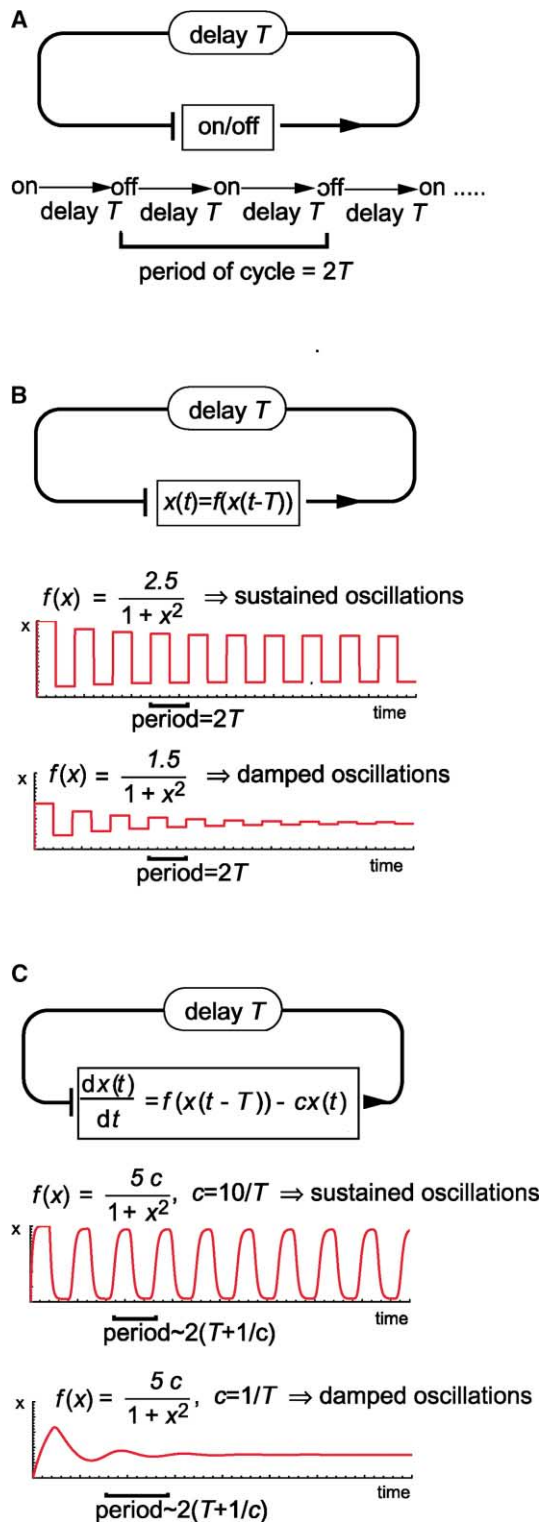 A
delay T
on/off
on off on off on .....
delay T delay T delay T delay T
period of cycle = 2T
B
delay T
x(t)=f(x(t-T))
f(x) = 2.5 / 1 + x² ⇒ sustained oscillations
x
period=2T time
f(x) = 1.5 / 1 + x² ⇒ damped oscillations
x
period=2T time
C
delay T
dx(t) / dt = f(x(t - T)) - cx(t)
f(x) = 5 c / 1 + x², c=10/T ⇒ sustained oscillations
x
time
period~2(T+1/c)
f(x) = 5 c / 1 + x², c=1/T ⇒ damped oscillations
x
time
period~2(T+1/c)